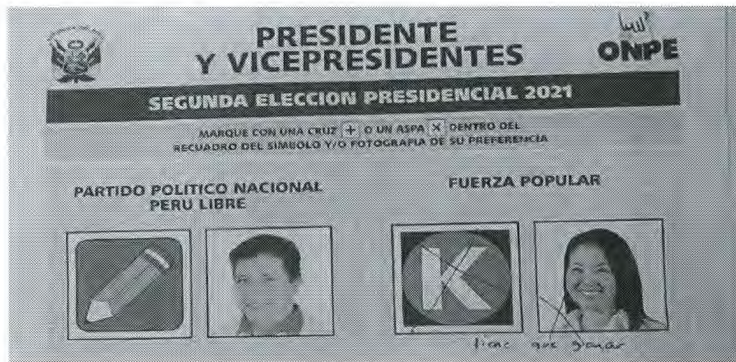 PRESIDENTE
Y VICEPRESIDENTES
ONPE
SEGUNDA ELECCION PRESIDENCIAL 2021
MARQUE CON UNA CRUZ + O UN ASPA X DENTRO DEL
RECUADRO DEL SIMBOLO Y/O FOTOGRAFIA DE SU PREFERENCIA
PARTIDO POLITICO NACIONAL
PERU LIBRE
FUERZA POPULAR
K
tiene que ganar